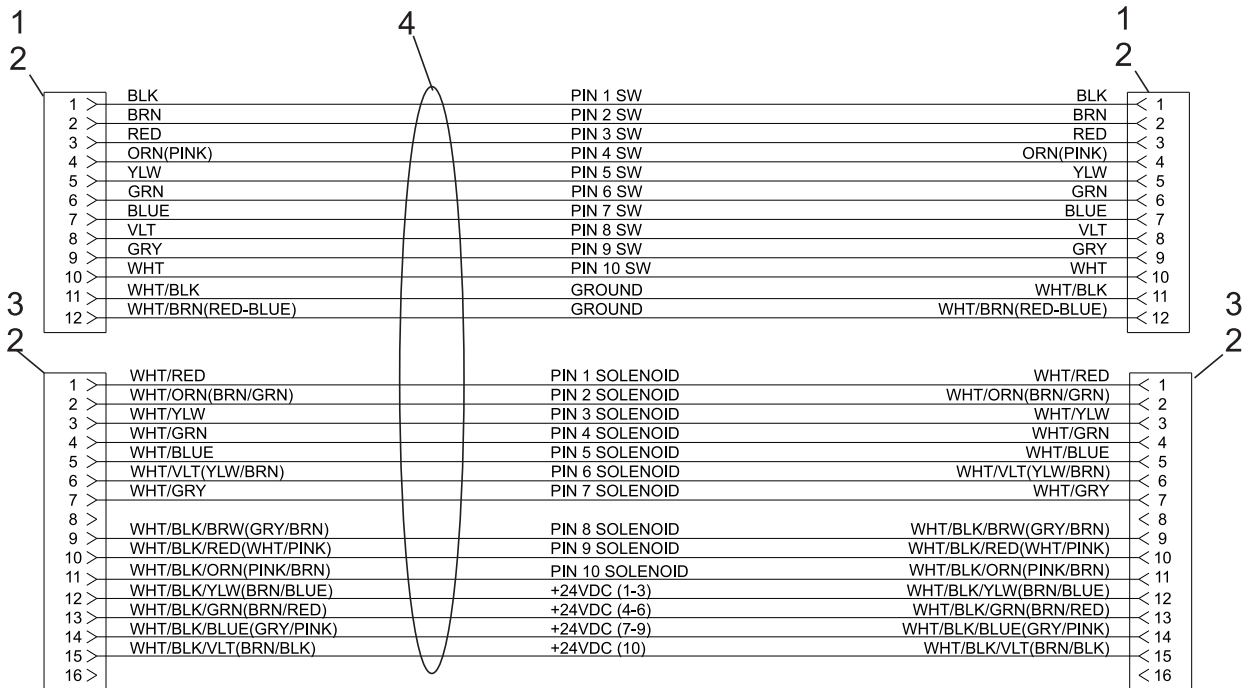 1 4 1
2 2
1 BLK PIN 1 SW BLK 1
2 BRN PIN 2 SW BRN 2
3 RED PIN 3 SW RED 3
4 ORN(PINK) PIN 4 SW ORN(PINK) 4
5 YLW PIN 5 SW YLW 5
6 GRN PIN 6 SW GRN 6
7 BLUE PIN 7 SW BLUE 7
8 VLT PIN 8 SW VLT 8
9 GRY PIN 9 SW GRY 9
10 WHT PIN 10 SW WHT 10
11 WHT/BLK GROUND WHT/BLK 11
12 WHT/BRN(RED-BLUE) GROUND WHT/BRN(RED-BLUE) 12
3 3
2 2
1 WHT/RED PIN 1 SOLENOID WHT/RED 1
2 WHT/ORN(BRN/GRN) PIN 2 SOLENOID WHT/ORN(BRN/GRN) 2
3 WHT/YLW PIN 3 SOLENOID WHT/YLW 3
4 WHT/GRN PIN 4 SOLENOID WHT/GRN 4
5 WHT/BLUE PIN 5 SOLENOID WHT/BLUE 5
6 WHT/VLT(YLW/BRN) PIN 6 SOLENOID WHT/VLT(YLW/BRN) 6
7 WHT/GRY PIN 7 SOLENOID WHT/GRY 7
8 8
9 WHT/BLK/BRW(GRY/BRN) PIN 8 SOLENOID WHT/BLK/BRW(GRY/BRN) 9
10 WHT/BLK/RED(WHT/PINK) PIN 9 SOLENOID WHT/BLK/RED(WHT/PINK) 10
11 WHT/BLK/ORN(PINK/BRN) PIN 10 SOLENOID WHT/BLK/ORN(PINK/BRN) 11
12 WHT/BLK/YLW(BRN/BLUE) +24VDC (1-3) WHT/BLK/YLW(BRN/BLUE) 12
13 WHT/BLK/GRN(BRN/RED) +24VDC (4-6) WHT/BLK/GRN(BRN/RED) 13
14 WHT/BLK/BLUE(GRY/PINK) +24VDC (7-9) WHT/BLK/BLUE(GRY/PINK) 14
15 WHT/BLK/VLT(BRN/BLK) +24VDC (10) WHT/BLK/VLT(BRN/BLK) 15
16 16